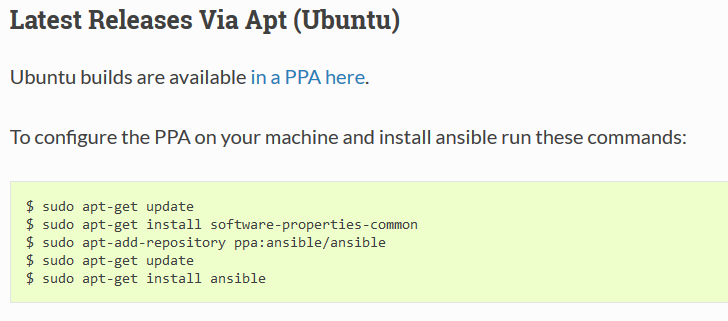 Latest Releases Via Apt (Ubuntu)
Ubuntu builds are available in a PPA here.
To configure the PPA on your machine and install ansible run these commands:
$ sudo apt-get update
$ sudo apt-get install software-properties-common
$ sudo apt-add-repository ppa:ansible/ansible
$ sudo apt-get update
$ sudo apt-get install ansible